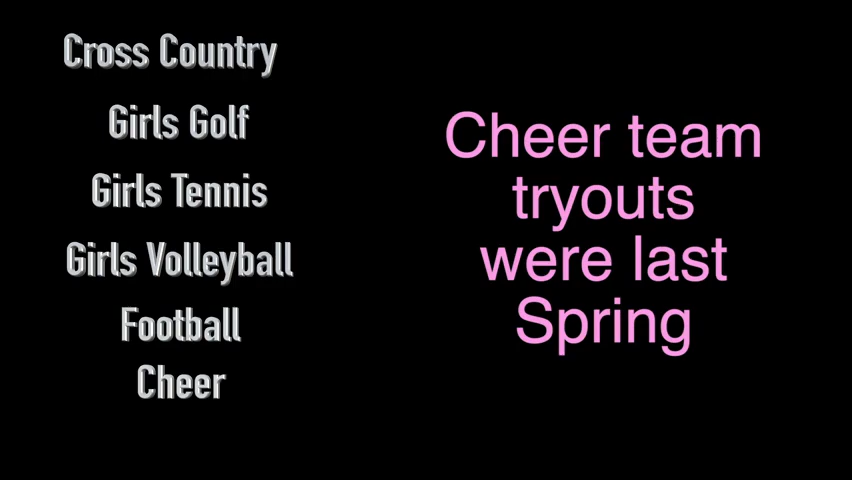 Cross Country
Girls Golf
Girls Tennis
Girls Volleyball
Football
Cheer
Cheer team
tryouts
were last
Spring